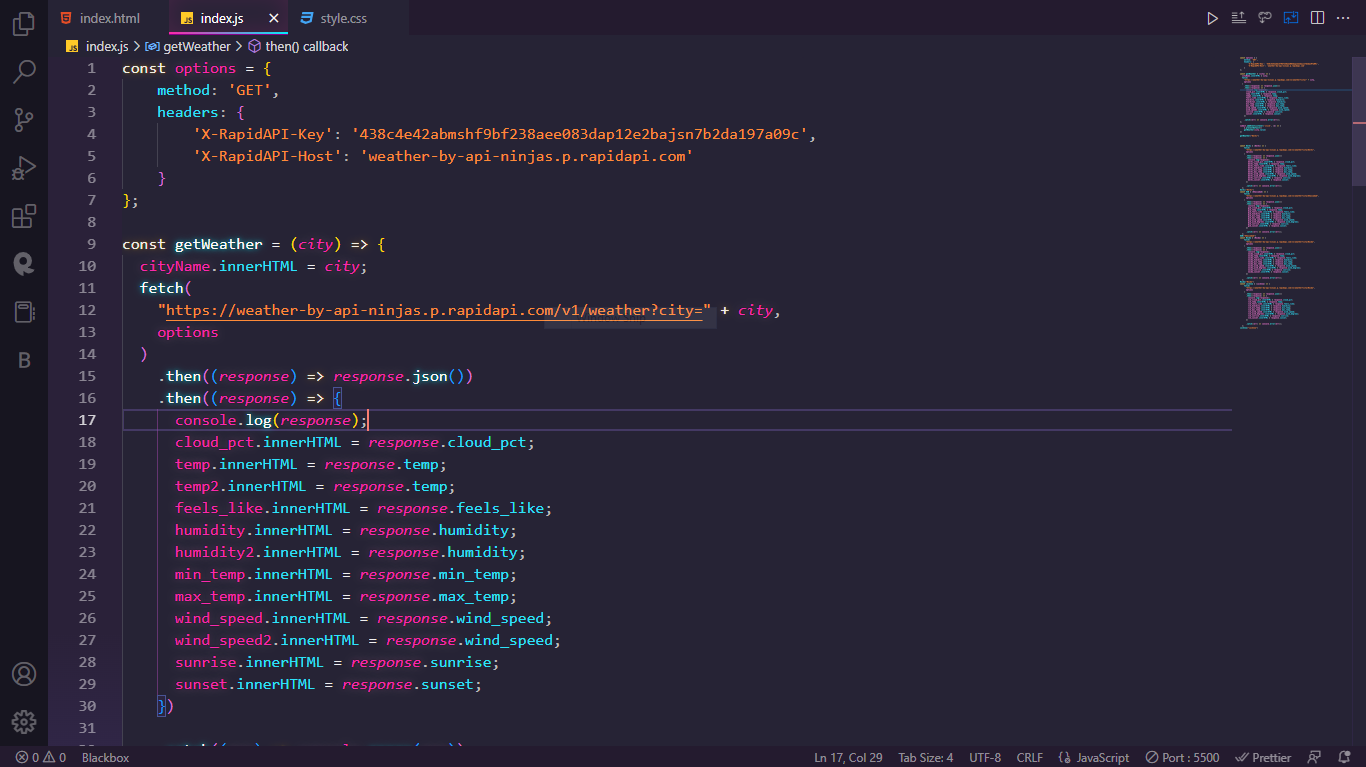 index.html
JS index.js
style.css
JS index.js > getWeather > then() callback
1 const options = {
2 method: 'GET',
3 headers: {
4 'X-RapidAPI-Key': '438c4e42abmshf9bf238aee083dap12e2bajsn7b2da197a09c',
5 'X-RapidAPI-Host': 'weather-by-api-ninjas.p.rapidapi.com'
6 }
7 };
8
9 const getWeather = (city) => {
10 cityName.innerHTML = city;
11 fetch(
12 "https://weather-by-api-ninjas.p.rapidapi.com/v1/weather?city=" + city,
13 options
14 )
15 .then((response) => response.json())
16 .then((response) => {
17 console.log(response);
18 cloud_pct.innerHTML = response.cloud_pct;
19 temp.innerHTML = response.temp;
20 temp2.innerHTML = response.temp;
21 feels_like.innerHTML = response.feels_like;
22 humidity.innerHTML = response.humidity;
23 humidity2.innerHTML = response.humidity;
24 min_temp.innerHTML = response.min_temp;
25 max_temp.innerHTML = response.max_temp;
26 wind_speed.innerHTML = response.wind_speed;
27 wind_speed2.innerHTML = response.wind_speed;
28 sunrise.innerHTML = response.sunrise;
29 sunset.innerHTML = response.sunset;
30 })
31
B
0 0 Blackbox Ln 17, Col 29 Tab Size: 4 UTF-8 CRLF {} JavaScript Port : 5500 Prettier